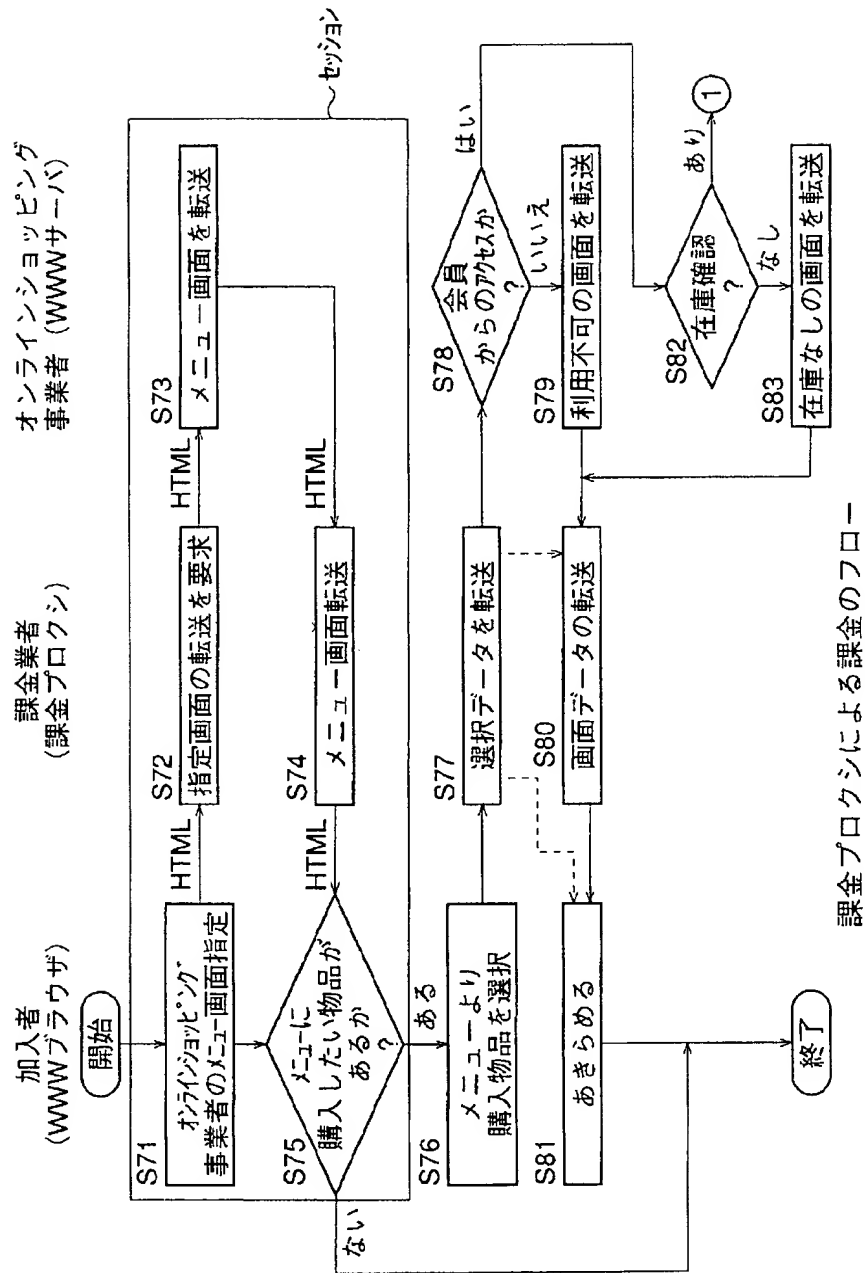 加入者
(WWWブラウザ)
課金業者
(課金プロクシ)
オンラインショッピング
事業者 (WWWサーバ)
開始
S71
オンラインショッピング
事業者のメニュー画面指定
HTML
S72
指定画面の転送を要求
HTML
S73
メニュー画面を転送
セッション
S75
メニューに
購入したい物品が
あるか
?
HTML
S74
メニュー画面転送
HTML
ない
ある
S76
メニューより
購入物品を選択
S77
選択データを転送
S78
会員
からのアクセスか
?
はい
いいえ
S81
あきらめる
S80
画面データの転送
S79
利用不可の画面を転送
S82
在庫確認
?
あり
1
なし
S83
在庫なしの画面を転送
終了
課金プロクシによる課金のフロー